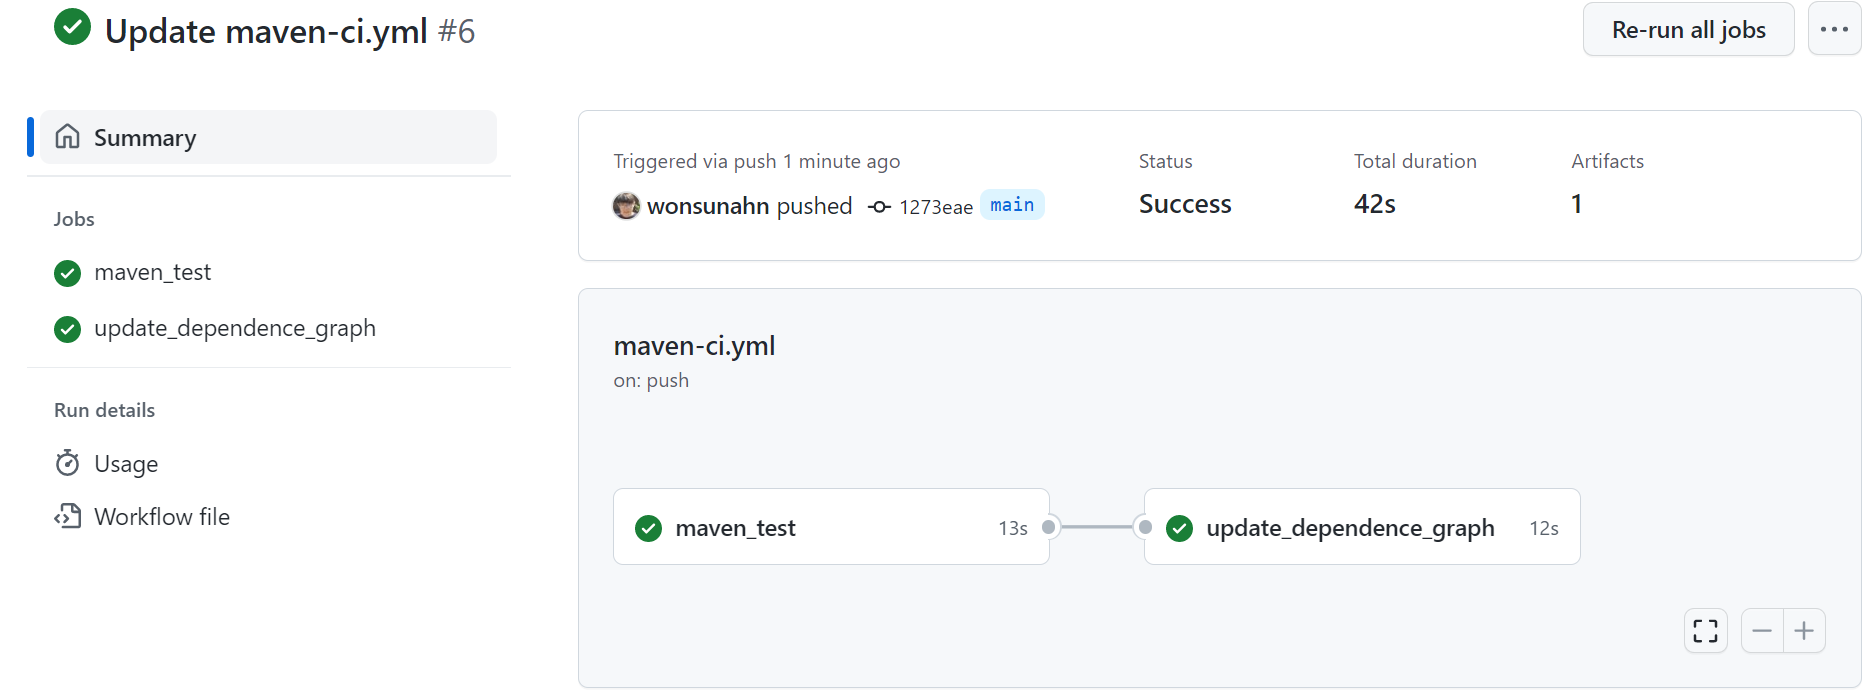 Update maven-ci.yml #6
Re-run all jobs
Summary
Jobs
maven_test
update_dependence_graph
Run details
Usage
Workflow file
Triggered via push 1 minute ago
wonsunahn pushed 1273eae main
Status
Success
Total duration
42s
Artifacts
1
maven-ci.yml
on: push
maven_test 13s
update_dependence_graph 12s